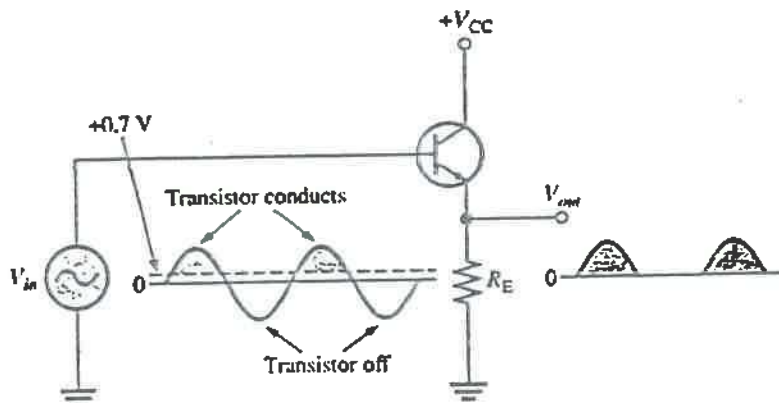 +V_CC
+0.7 V
Transistor conducts
V_out
V_in
0
R_E
0
Transistor off